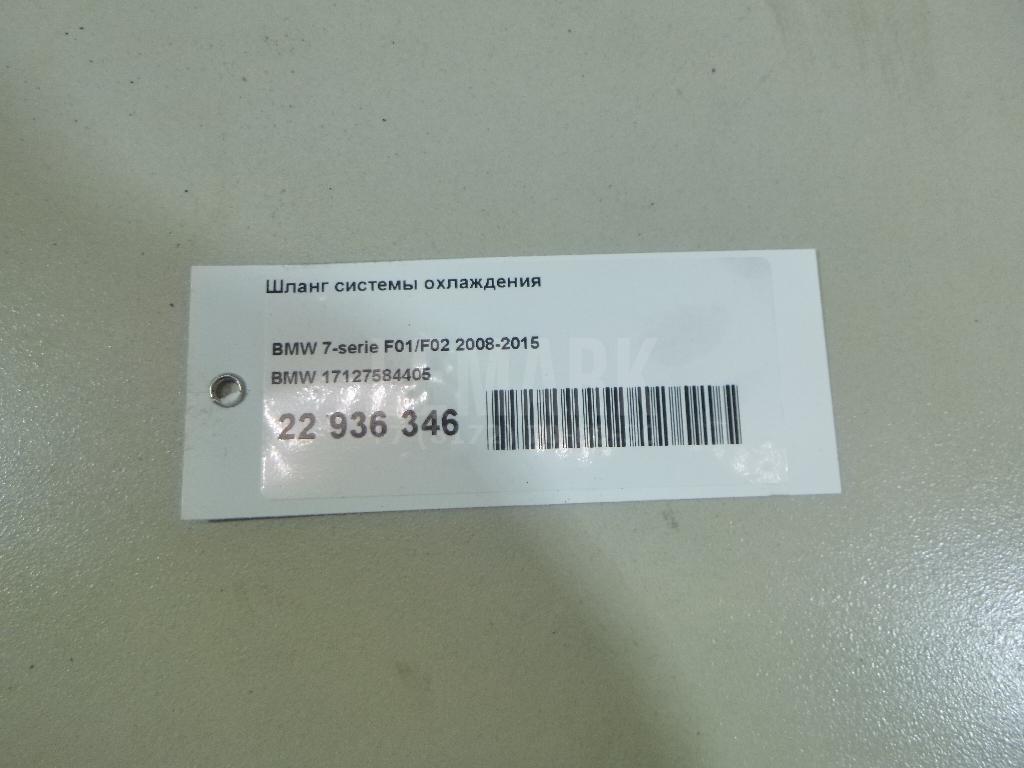 Шланг системы охлаждения
BMW 7-serie F01/F02 2008-2015
BMW 17127584405
22 936 346